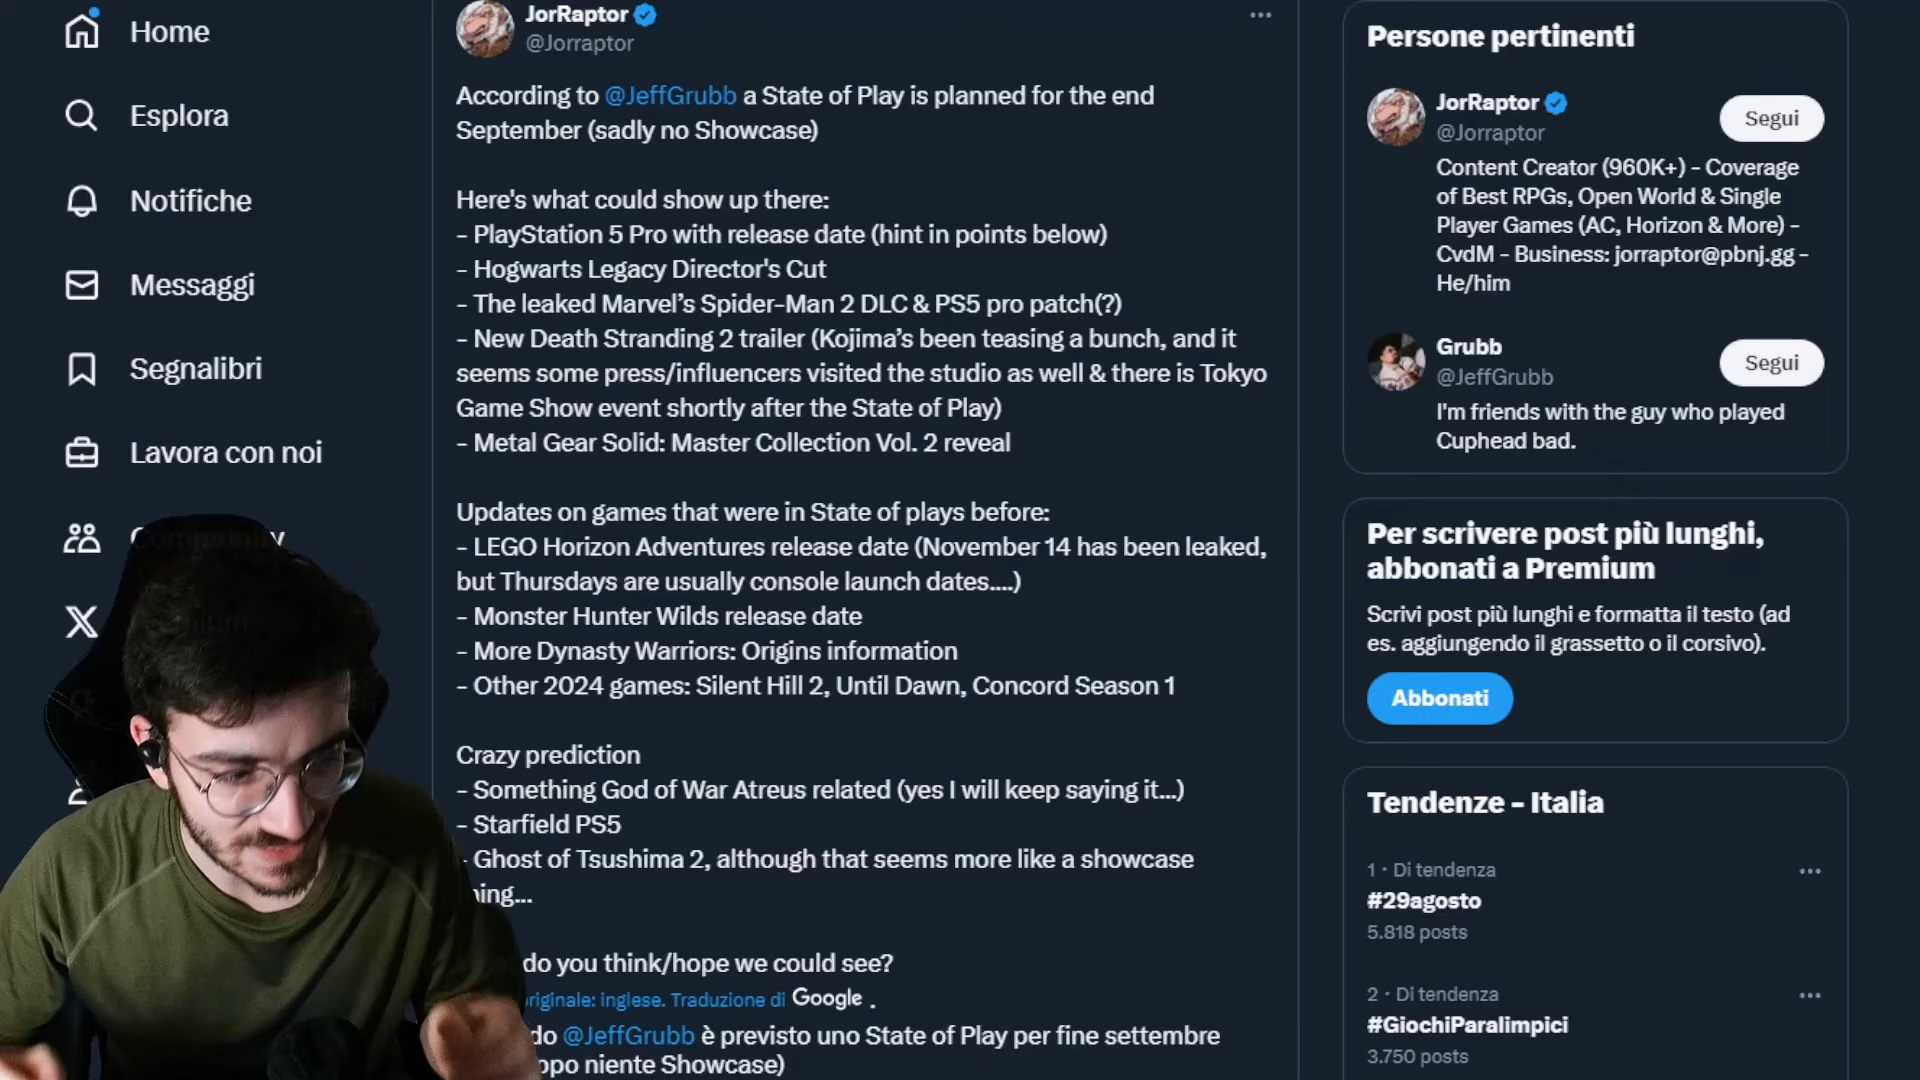 Home
Esplora
Notifiche
Messaggi
Segnalibri
Lavora con noi
JorRaptor
@Jorraptor
According to @JeffGrubb a State of Play is planned for the end
September (sadly no Showcase)
Here's what could show up there:
- PlayStation 5 Pro with release date (hint in points below)
- Hogwarts Legacy Director's Cut
- The leaked Marvel’s Spider-Man 2 DLC & PS5 pro patch(?)
- New Death Stranding 2 trailer (Kojima’s been teasing a bunch, and it
seems some press/influencers visited the studio as well & there is Tokyo
Game Show event shortly after the State of Play)
- Metal Gear Solid: Master Collection Vol. 2 reveal
Updates on games that were in State of plays before:
- LEGO Horizon Adventures release date (November 14 has been leaked,
but Thursdays are usually console launch dates....)
- Monster Hunter Wilds release date
- More Dynasty Warriors: Origins information
- Other 2024 games: Silent Hill 2, Until Dawn, Concord Season 1
Crazy prediction
- Something God of War Atreus related (yes I will keep saying it...)
- Starfield PS5
- Ghost of Tsushima 2, although that seems more like a showcase
do you think/hope we could see?
originale: inglese. Traduzione di Google.
@JeffGrubb è previsto uno State of Play per fine settembre
niente Showcase)
Persone pertinenti
JorRaptor
@Jorraptor
Segui
Content Creator (960K+) - Coverage
of Best RPGs, Open World & Single
Player Games (AC, Horizon & More) -
CvdM - Business: jorraptor@pbnj.gg -
He/him
Grubb
@JeffGrubb
Segui
I'm friends with the guy who played
Cuphead bad.
Per scrivere post più lunghi,
abbonati a Premium
Scrivi post più lunghi e formatta il testo (ad
es. aggiungendo il grassetto o il corsivo).
Abbonati
Tendenze - Italia
1 · Di tendenza
#29agosto
5.818 posts
2 · Di tendenza
#GiochiParalimpici
3.750 posts